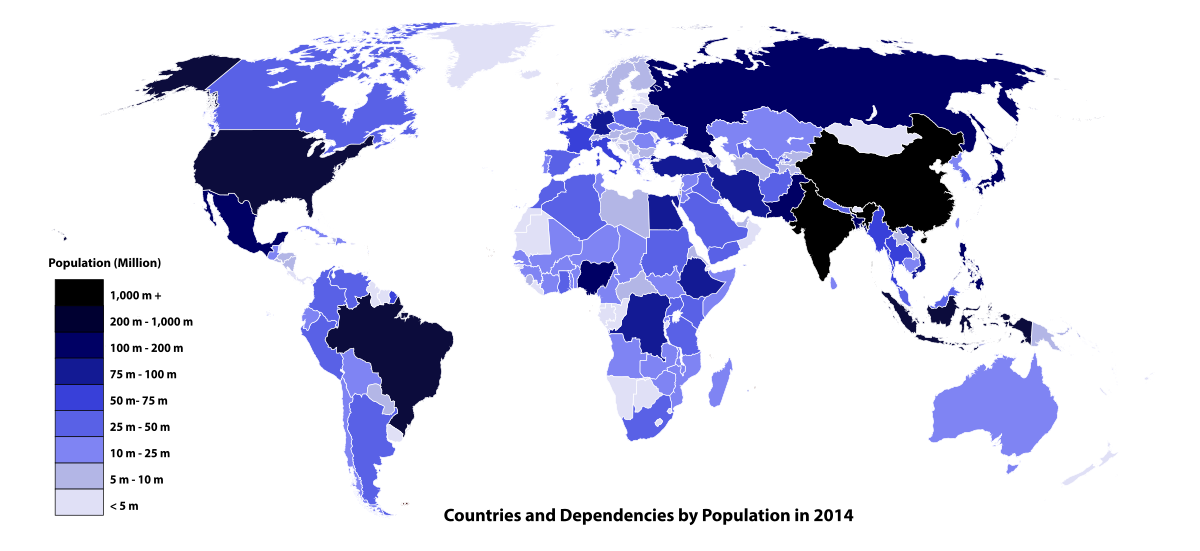 Population (Million)
1,000 m +
200 m - 1,000 m
100 m - 200 m
75 m - 100 m
50 m- 75 m
25 m - 50 m
10 m - 25 m
5 m - 10 m
< 5 m
Countries and Dependencies by Population in 2014